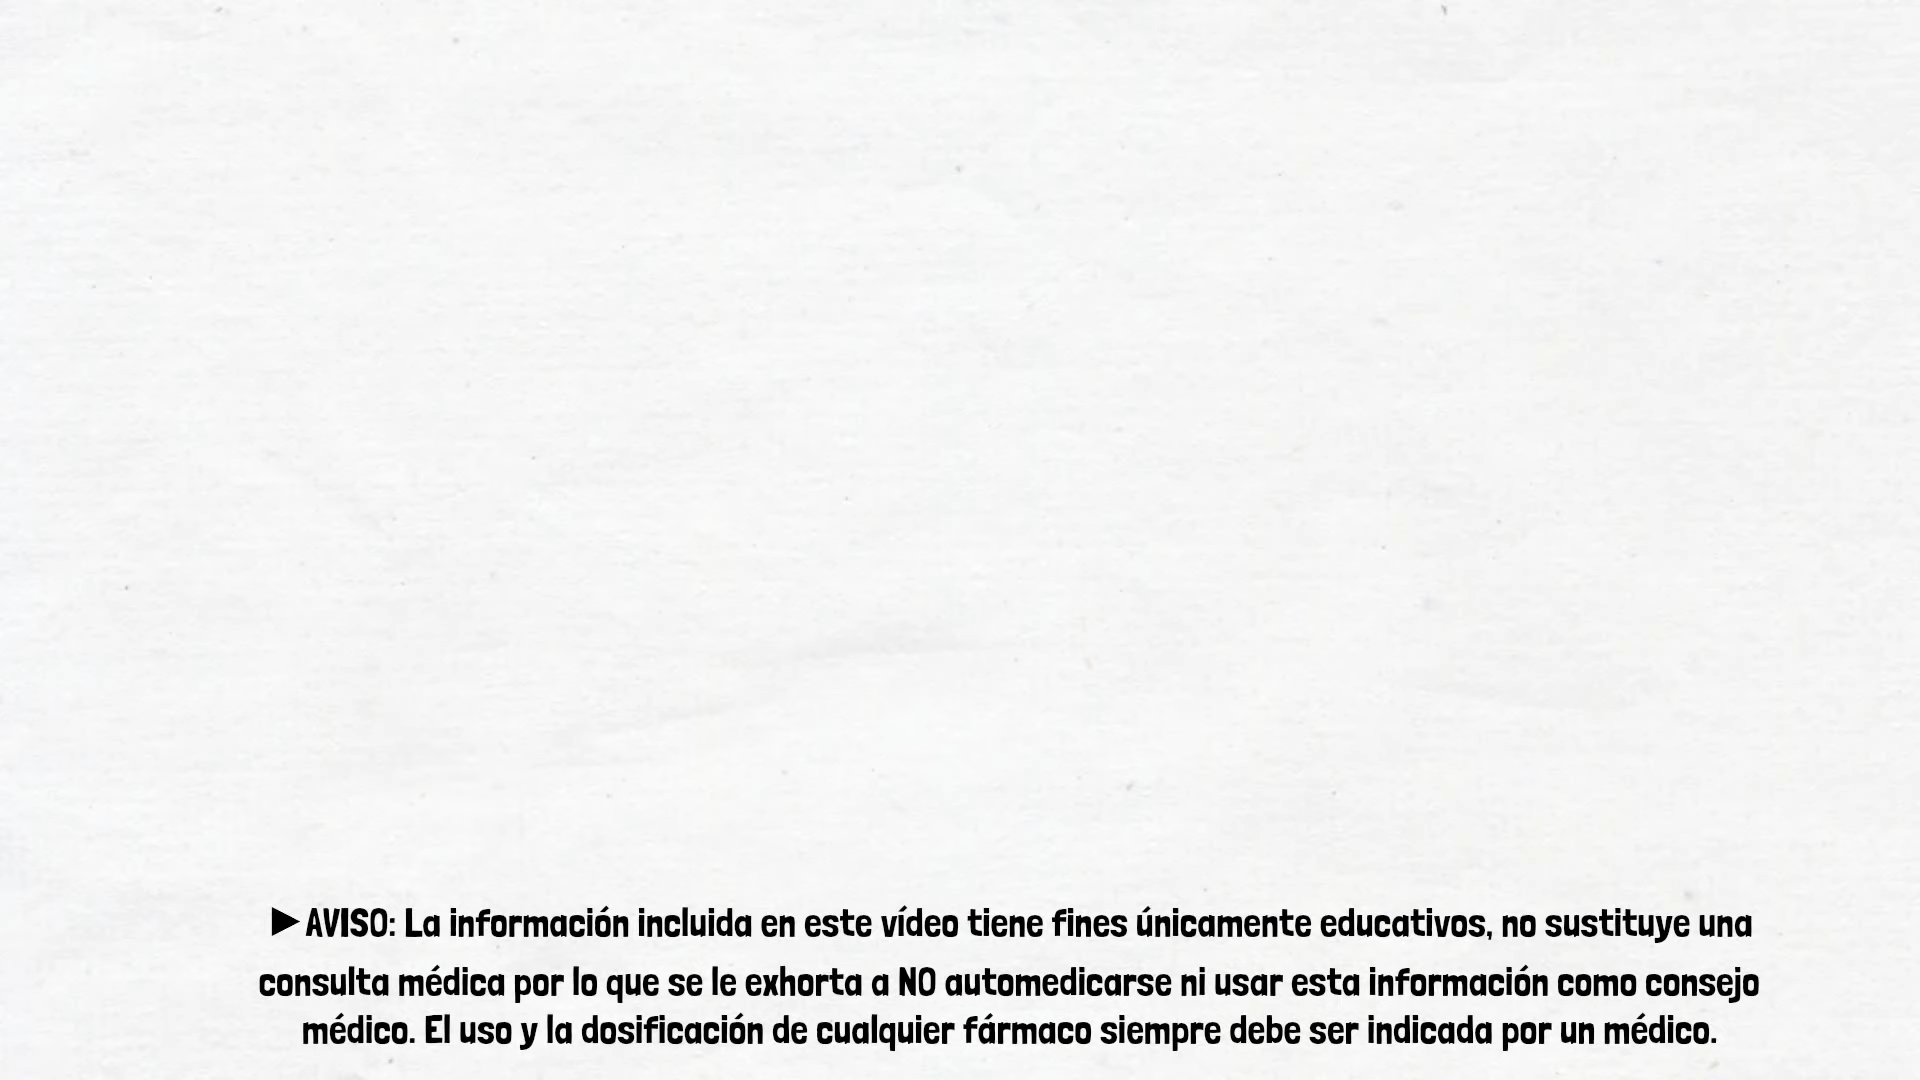 ►AVISO: La información incluida en este vídeo tiene fines únicamente educativos, no sustituye una
consulta médica por lo que se le exhorta a NO automedicarse ni usar esta información como consejo
médico. El uso y la dosificación de cualquier fármaco siempre debe ser indicada por un médico.